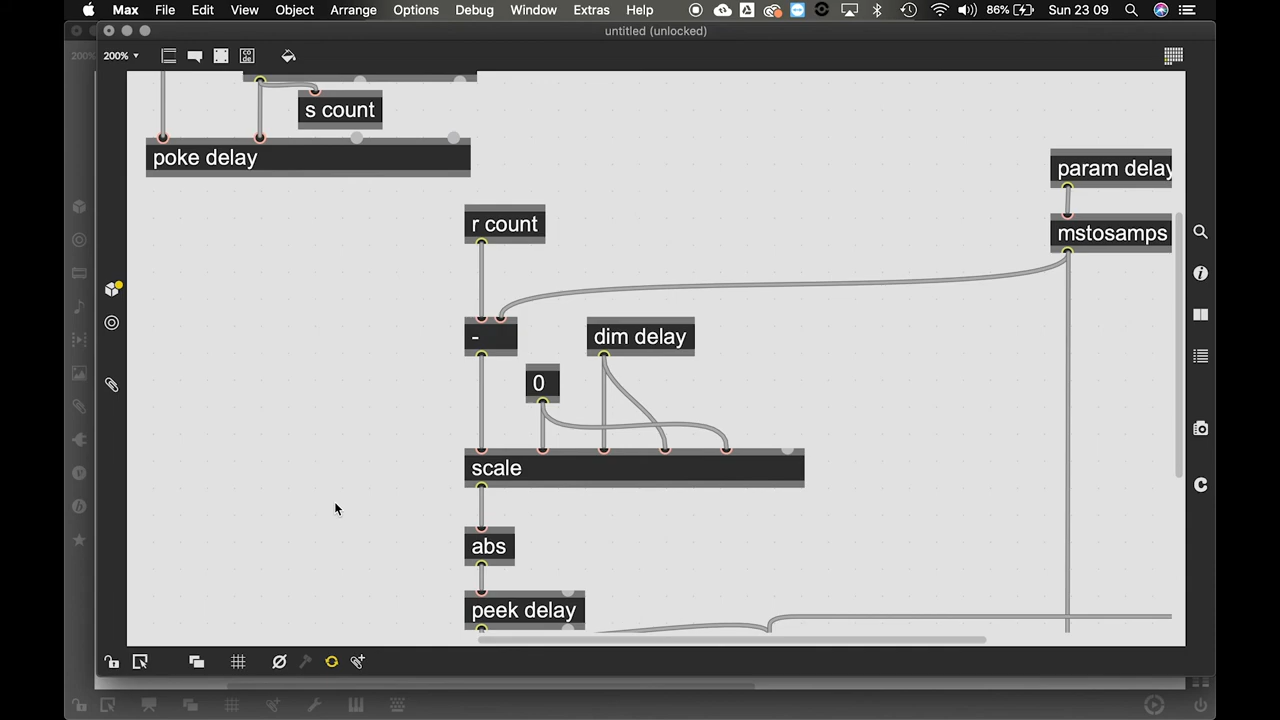 Max File Edit View Object Arrange Options Debug Window Extras Help 86% Sun 23 09
untitled (unlocked)
200%
s count
poke delay
param delay
r count
mstosamps
-
dim delay
0
scale
abs
peek delay